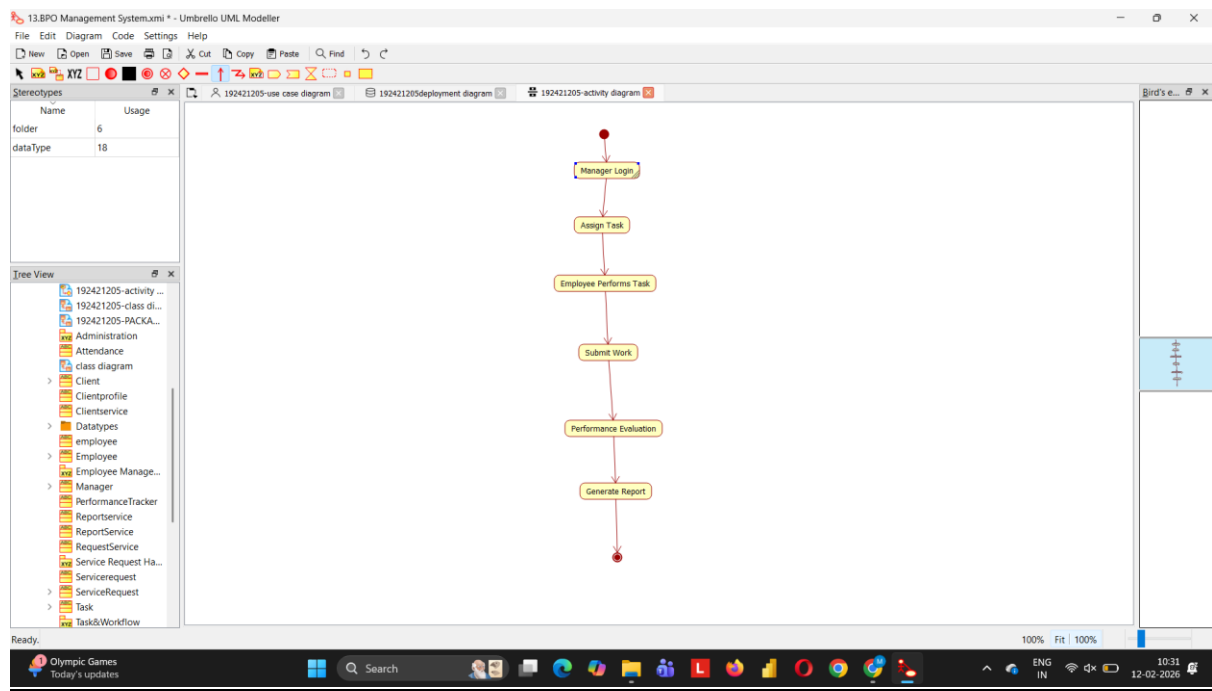 13.BPO Management System.xmi * - Umbrello UML Modeller
File Edit Diagram Code Settings Help
New Open Save Cut Copy Paste Find
XYZ
Stereotypes
192421205-use case diagram
192421205deployment diagram
192421205-activity diagram
Bird's e...
Name Usage
folder 6
dataType 18
Manager Login
Assign Task
Employee Performs Task
Submit Work
Performance Evaluation
Generate Report
Tree View
192421205-activity ...
192421205-class di...
192421205-PACKA...
Administration
Attendance
class diagram
Client
Clientprofile
Clientservice
Datatypes
employee
Employee
Employee Manage...
Manager
PerformanceTracker
Reportservice
ReportService
RequestService
Service Request Ha...
Servicerequest
ServiceRequest
Task
Task&Workflow
Ready.
100% Fit 100%
Olympic Games
Today's updates
Search
L
ENG
IN
10:31
12-02-2026